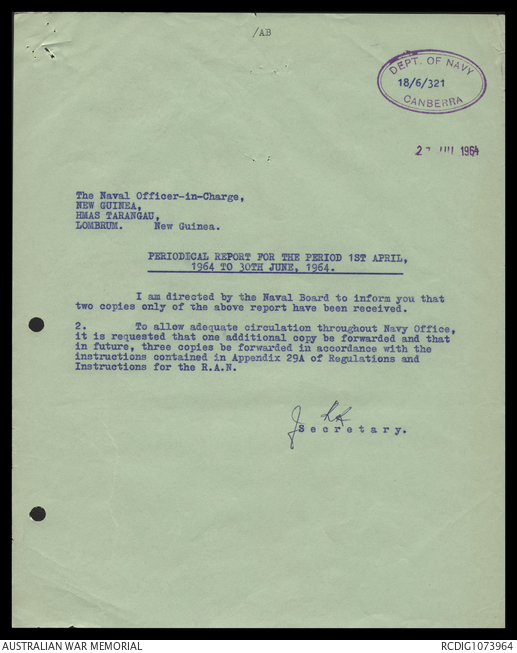 /AB
DEPT. OF NAVY
18/6/321
CANBERRA
1964
The Naval Officer-in-Charge,
NEW GUINEA,
HMAS TARANGAU,
LOMBRUM. New Guinea.
PERIODICAL REPORT FOR THE PERIOD 1ST APRIL,
1964 TO 30TH JUNE, 1964.
I am directed by the Naval Board to inform you that
two copies only of the above report have been received.
2. To allow adequate circulation throughout Navy Office,
it is requested that one additional copy be forwarded and that
in future, three copies be forwarded in accordance with the
instructions contained in Appendix 29A of Regulations and
Instructions for the R.A.N.
Secretary.
AUSTRALIAN WAR MEMORIAL
RCDIG1073964